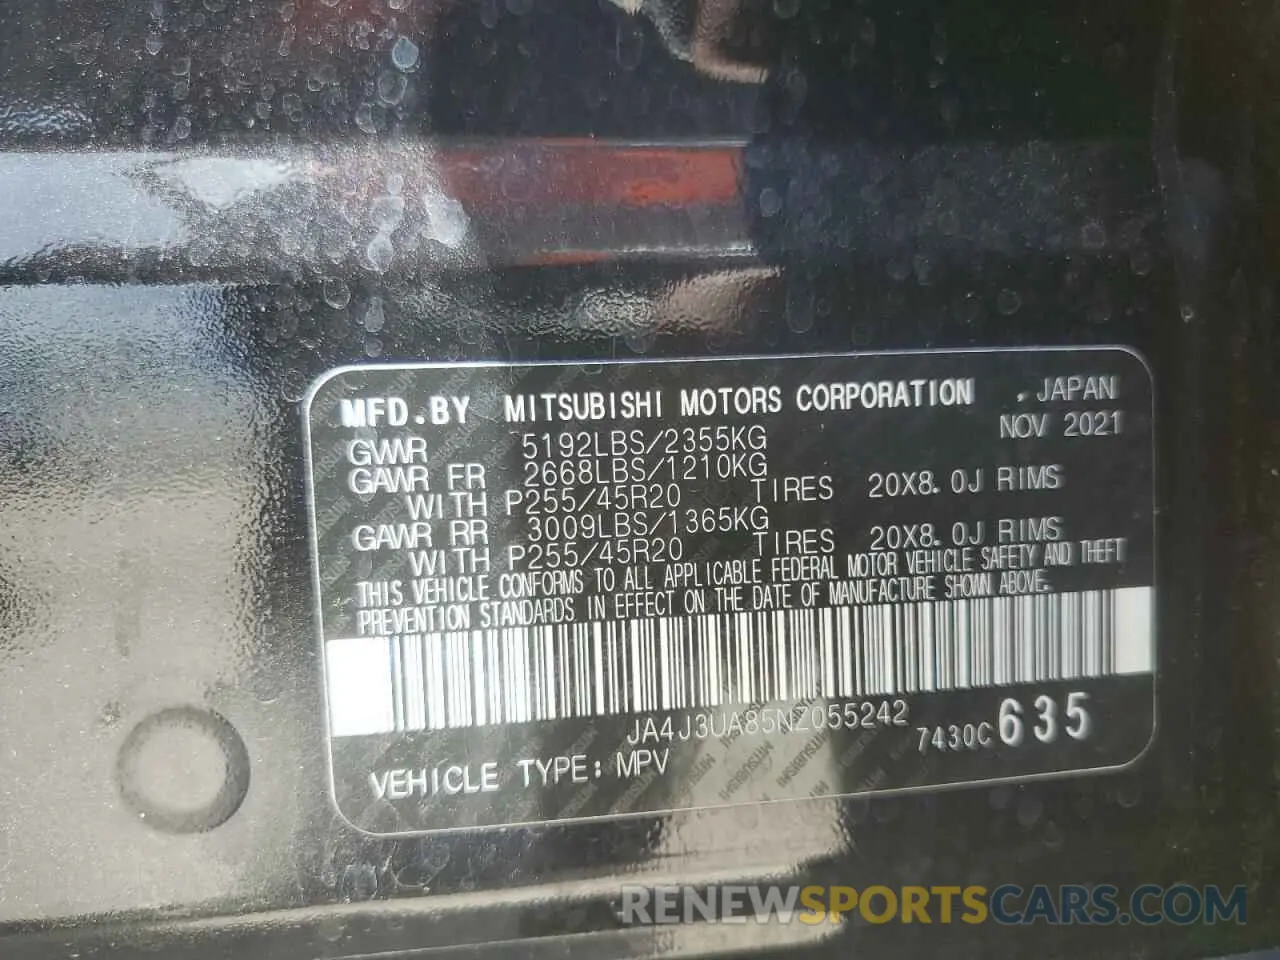 MFD.BY MITSUBISHI MOTORS CORPORATION , JAPAN
GVWR 5192LBS/2355KG NOV 2021
GAWR FR 2668LBS/1210KG
WITH P255/45R20 TIRES 20X8.0J RIMS
GAWR RR 3009LBS/1365KG
WITH P255/45R20 TIRES 20X8.0J RIMS
THIS VEHICLE CONFORMS TO ALL APPLICABLE FEDERAL MOTOR VEHICLE SAFETY AND THEFT
PREVENTION STANDARDS IN EFFECT ON THE DATE OF MANUFACTURE SHOWN ABOVE.
JA4J3UA85NZ055242
7430C 635
VEHICLE TYPE: MPV
RENEWSPORTSCARS.COM